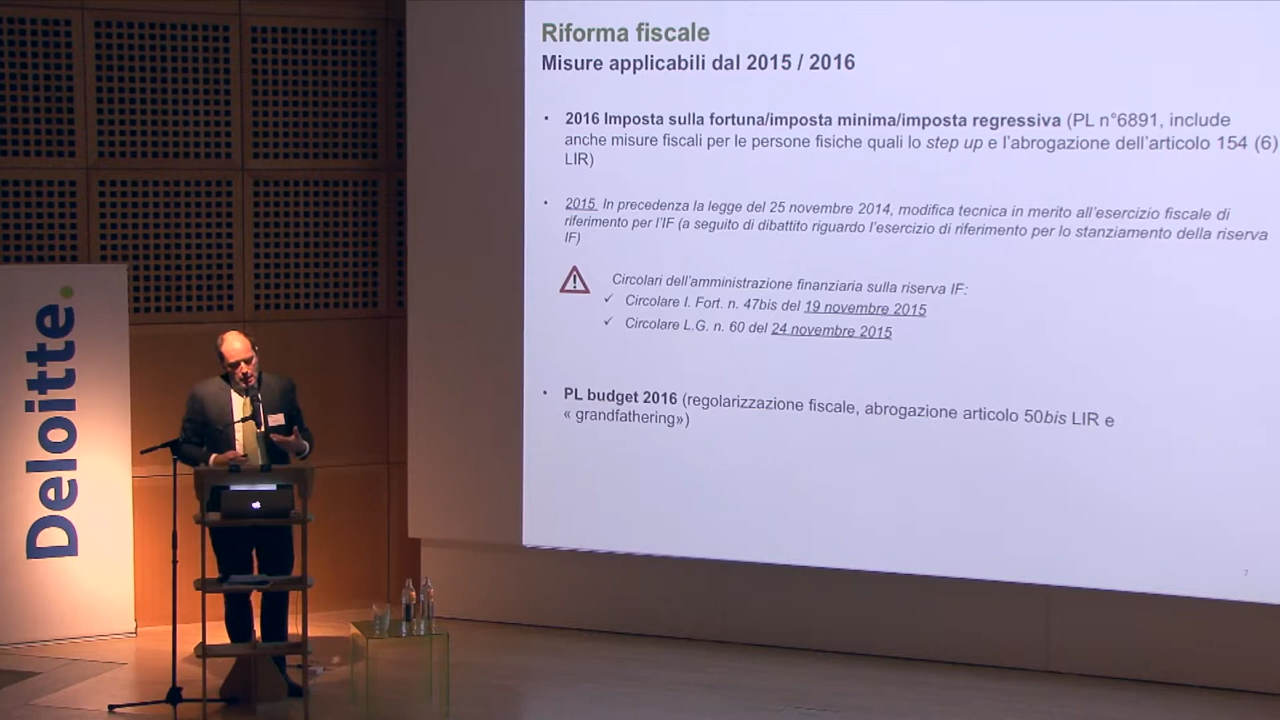 Deloitte.
Riforma fiscale
Misure applicabili dal 2015 / 2016
• 2016 Imposta sulla fortuna/imposta minima/imposta regressiva (PL n°6891, include
anche misure fiscali per le persone fisiche quali lo step up e l'abrogazione dell'articolo 154 (6)
LIR)
• 2015 In precedenza la legge del 25 novembre 2014, modifica tecnica in merito all'esercizio fiscale di
riferimento per l'IF (a seguito di dibattito riguardo l'esercizio di riferimento per lo stanziamento della riserva
IF)
Circolari dell'amministrazione finanziaria sulla riserva IF:
✓ Circolare I. Fort. n. 47bis del 19 novembre 2015
✓ Circolare L.G. n. 60 del 24 novembre 2015
• PL budget 2016 (regolarizzazione fiscale, abrogazione articolo 50bis LIR e
« grandfathering»)
7